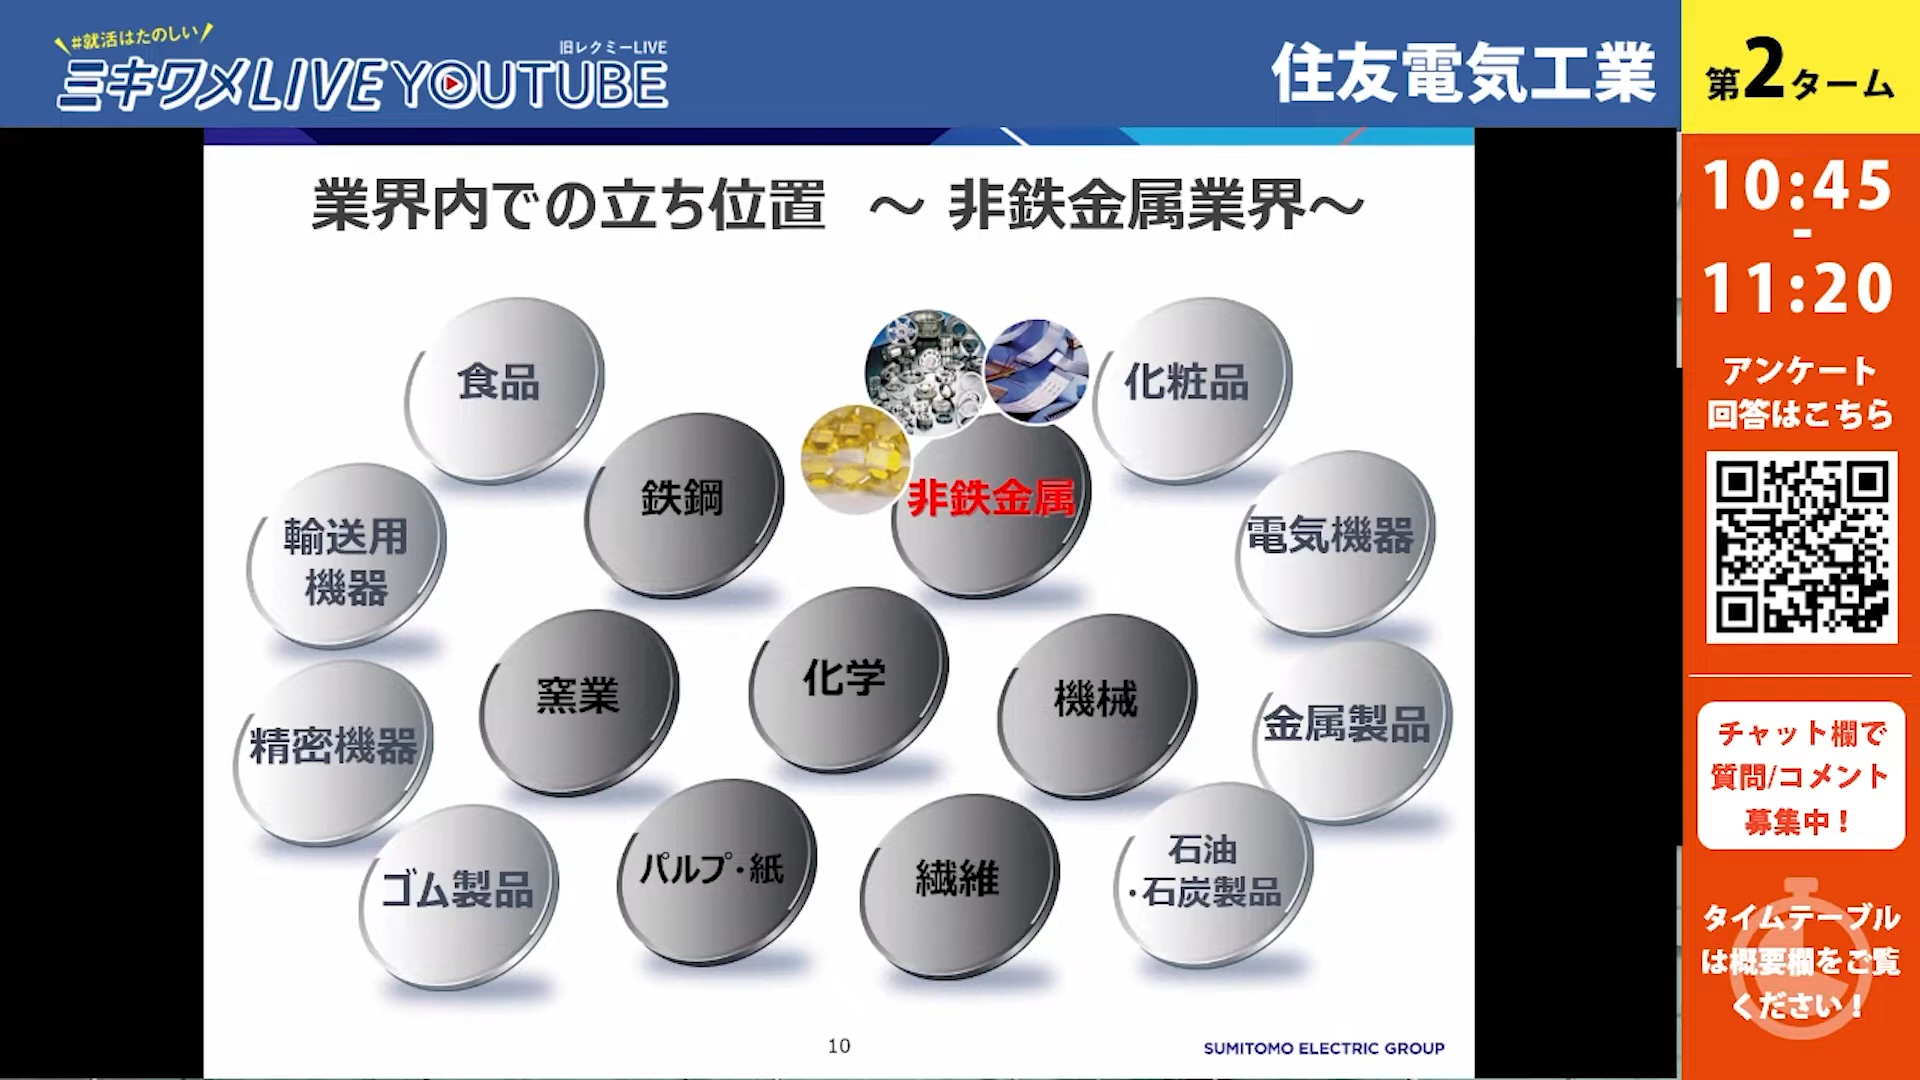 #就活はたのしい
旧レクミーLIVE
ミキワメLIVE YOUTUBE
住友電気工業
第2ターム
10:45
-
11:20
アンケート
回答はこちら
チャット欄で
質問/コメント
募集中！
タイムテーブル
は概要欄をご覧
ください！
業界内での立ち位置 ～ 非鉄金属業界～
食品
化粧品
鉄鋼
非鉄金属
輸送用
機器
電気機器
窯業
化学
機械
精密機器
金属製品
ゴム製品
パルプ・紙
繊維
石油
・石炭製品
10
SUMITOMO ELECTRIC GROUP